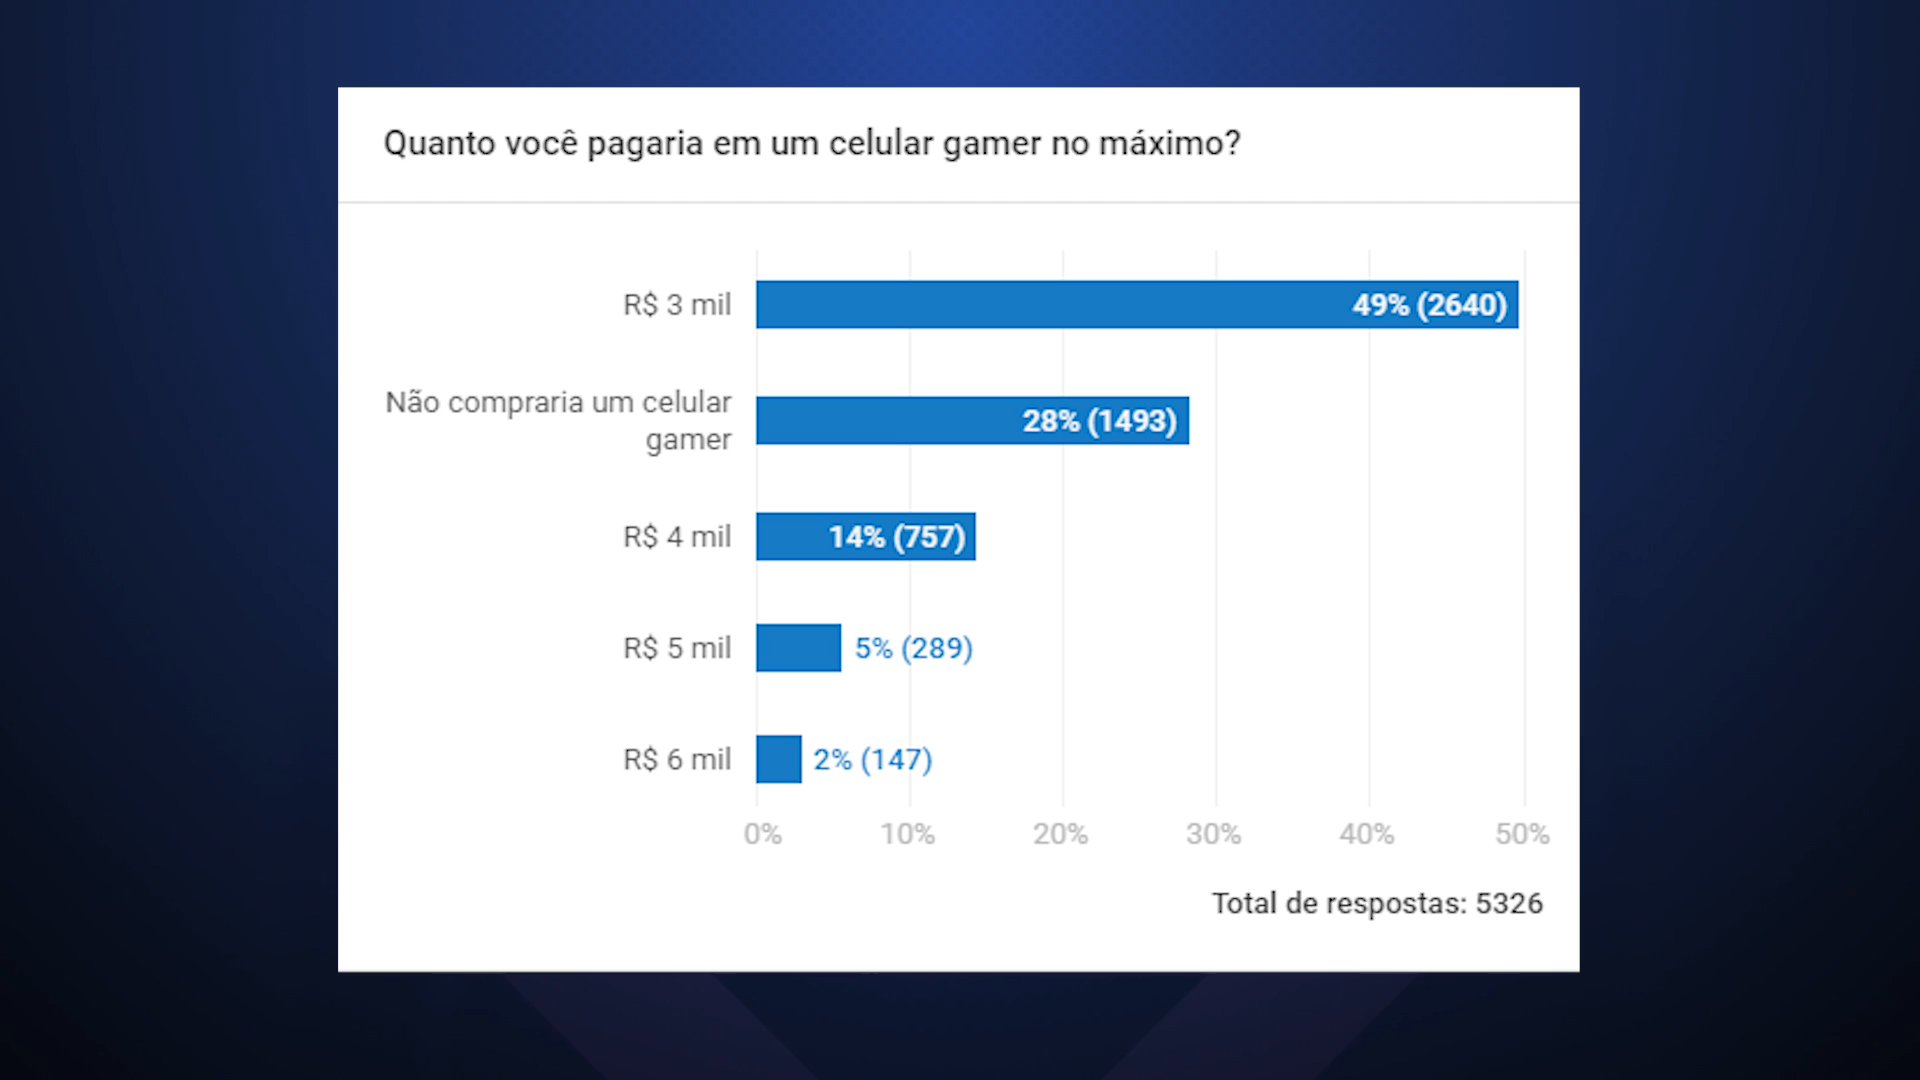 Quanto você pagaria em um celular gamer no máximo?
R$ 3 mil
49% (2640)
Não compraria um celular
gamer
28% (1493)
R$ 4 mil
14% (757)
R$ 5 mil
5% (289)
R$ 6 mil
2% (147)
0%
10%
20%
30%
40%
50%
Total de respostas: 5326